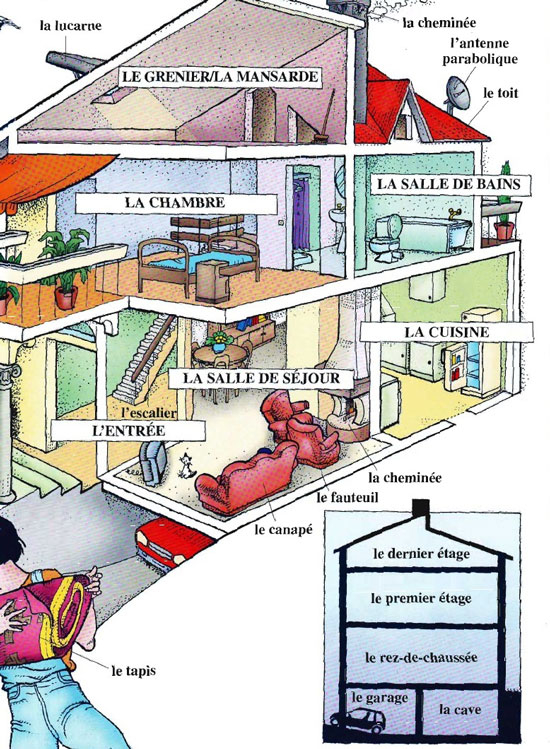 la cheminée
la lucarne
l'antenne
parabolique
LE GRENIER/LA MANSARDE
le toit
LA SALLE DE BAINS
LA CHAMBRE
LA CUISINE
LA SALLE DE SÉJOUR
l'escalier
L'ENTRÉE
la cheminée
le fauteuil
le canapé
le dernier étage
le premier étage
le rez-de-chaussée
le tapis
le garage
la cave